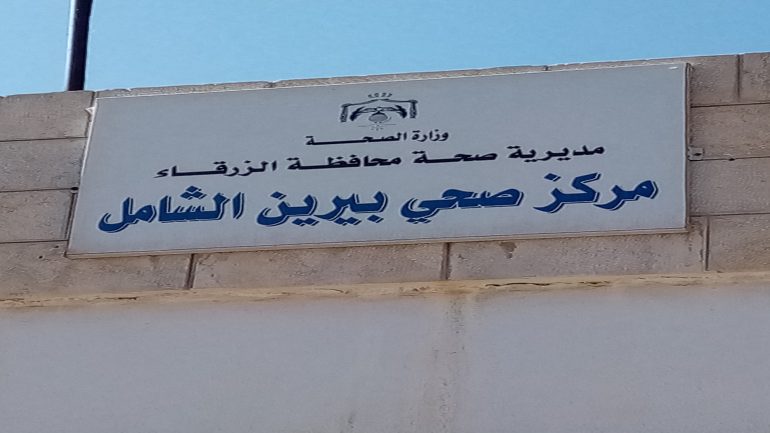 وزارة الصحة
مديرية صحة محافظة الزرقاء
مركز صحي بيرين الشامل